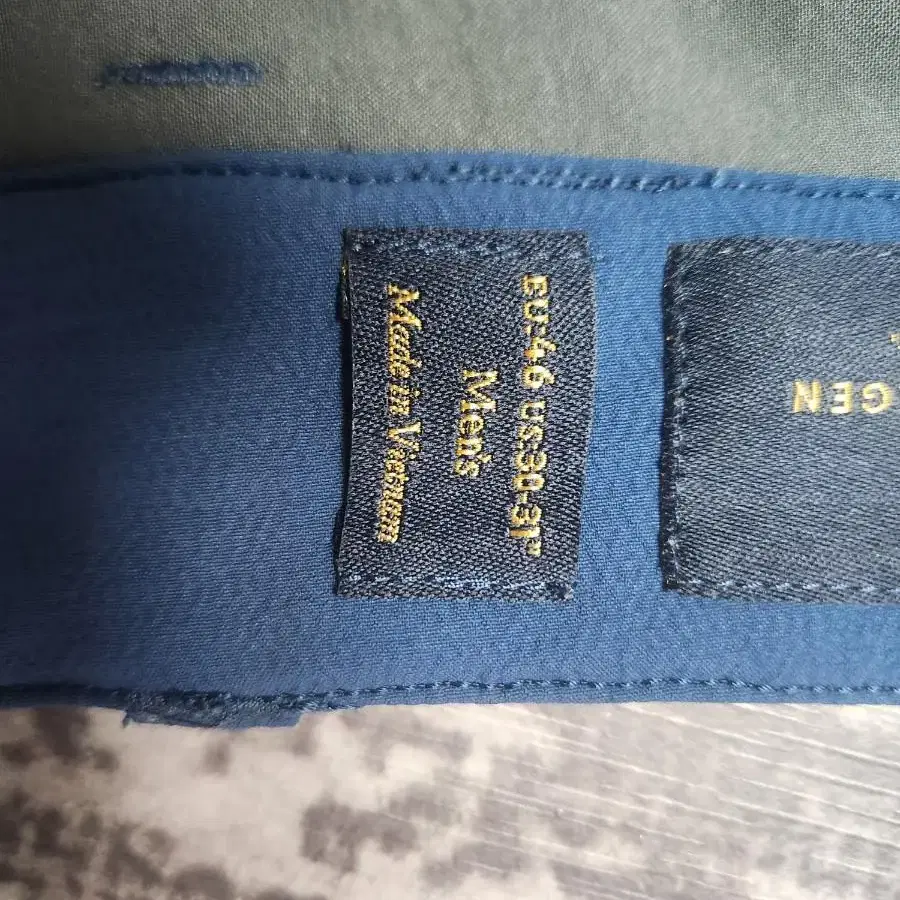 EU:46 US:30-31"
Men's
Made in Vietnam
GEN